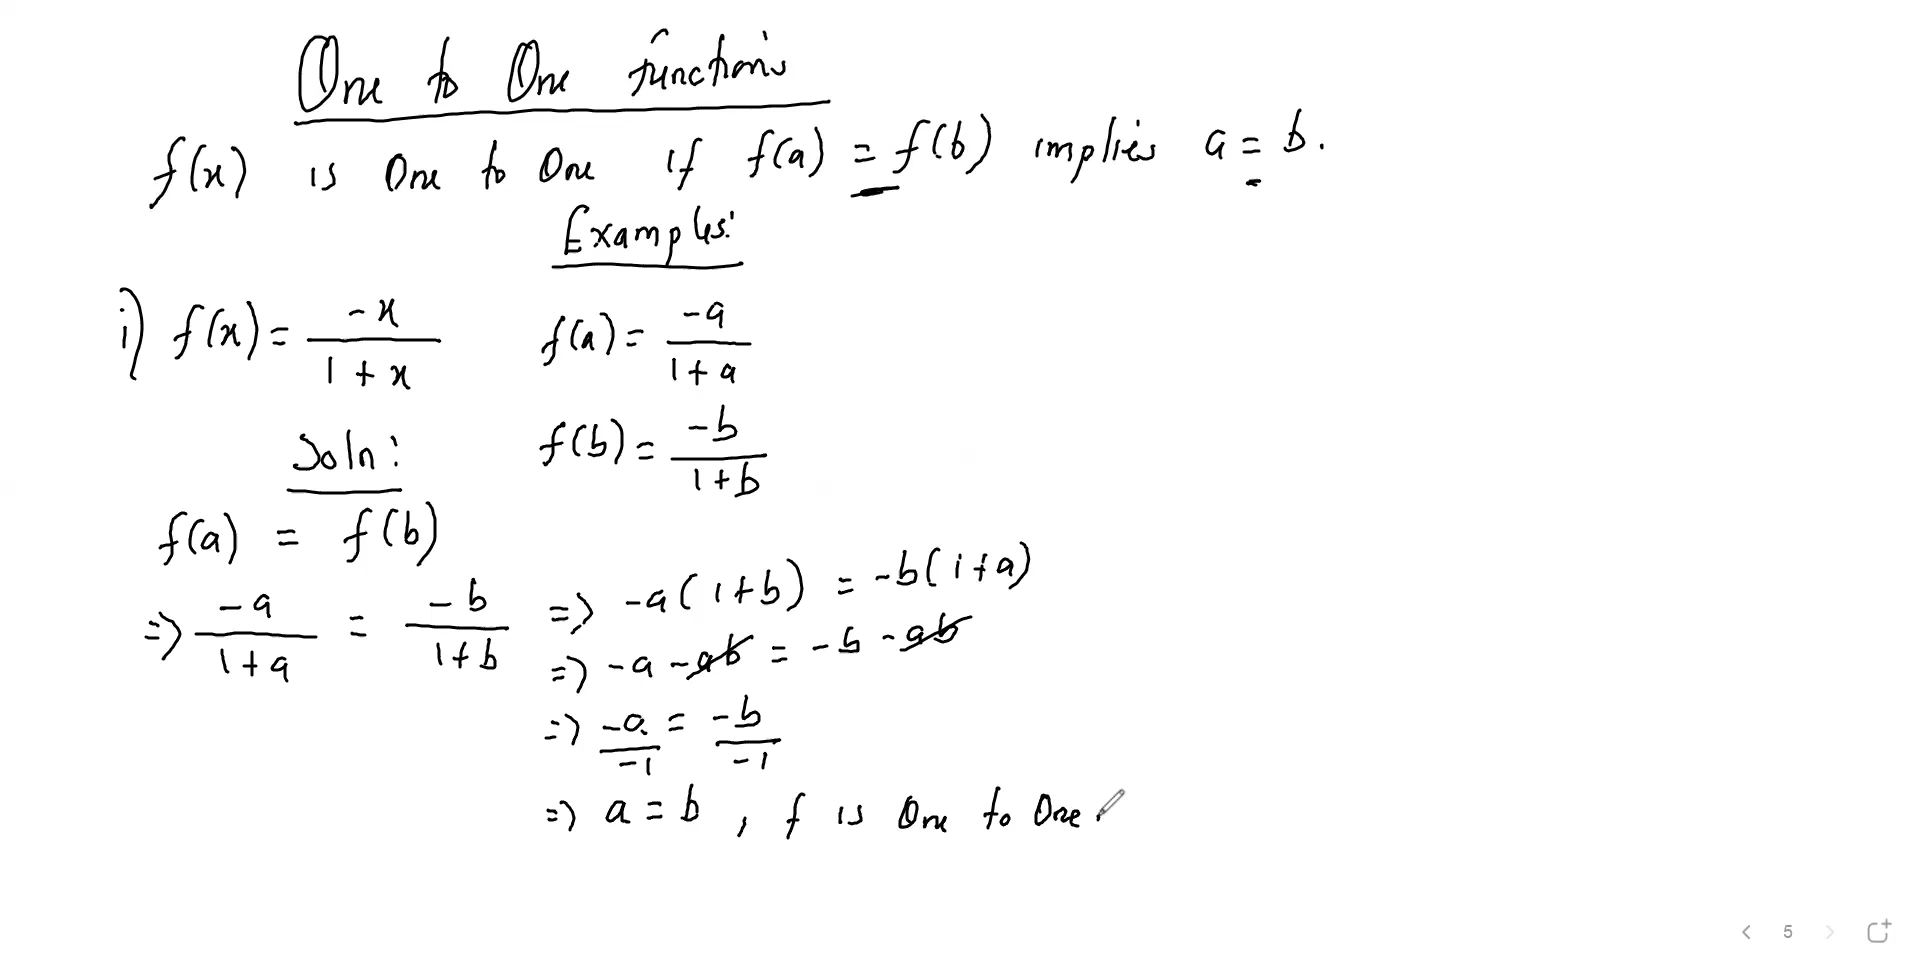 One to One functions
f(x) is One to One if f(a) = f(b) implies a = b.
Examples:
i) f(x) = -x / 1 + x
f(a) = -a / 1 + a
f(b) = -b / 1 + b
Soln:
f(a) = f(b)
=> -a / 1 + a = -b / 1 + b
=> -a(1 + b) = -b(1 + a)
=> -a - ab = -b - ab
=> -a / -1 = -b / -1
=> a = b, f is One to One.
5